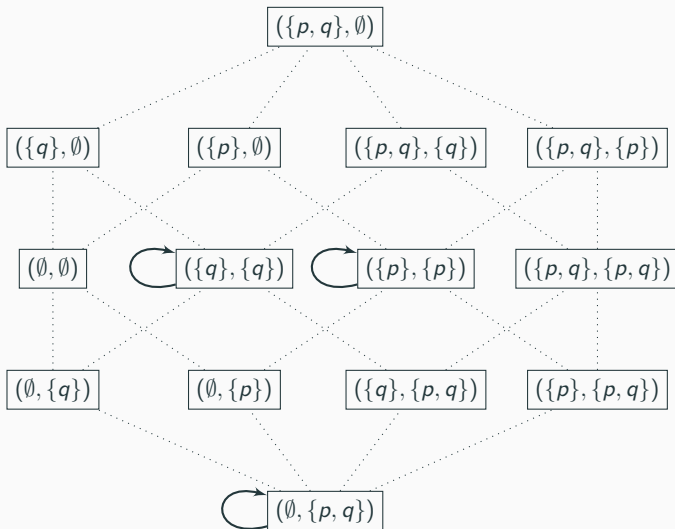 ({p, q}, ∅)
({q}, ∅) ({p}, ∅) ({p, q}, {q}) ({p, q}, {p})
(∅, ∅) ({q}, {q}) ({p}, {p}) ({p, q}, {p, q})
(∅, {q}) (∅, {p}) ({q}, {p, q}) ({p}, {p, q})
(∅, {p, q})